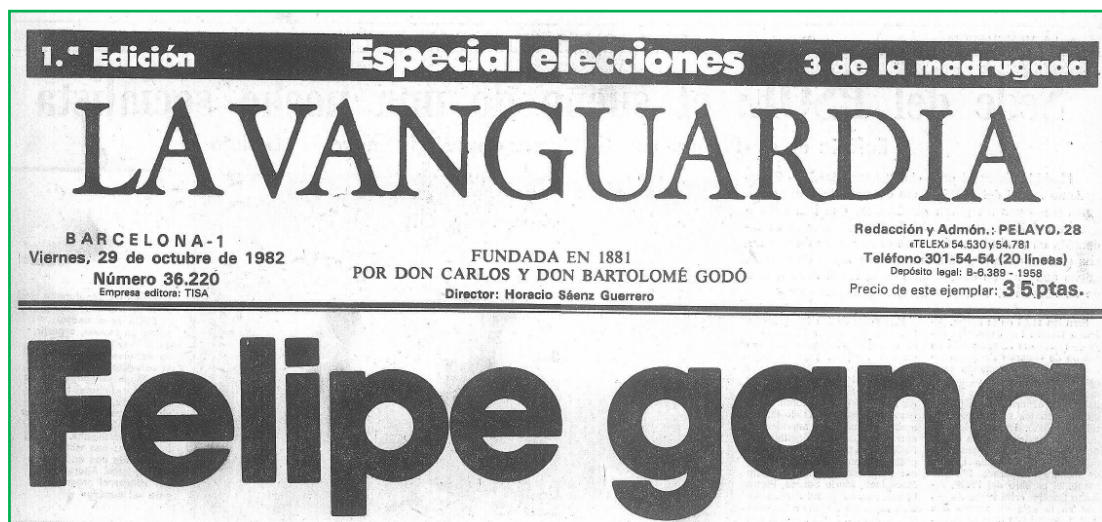 1.ª Edición Especial elecciones 3 de la madrugada
LA VANGUARDIA
BARCELONA-1
Viernes, 29 de octubre de 1982
Número 36.220
Empresa editora: TISA
FUNDADA EN 1881
POR DON CARLOS Y DON BARTOLOMÉ GODÓ
Director: Horacio Sáenz Guerrero
Redacción y Admón.: PELAYO, 28
«TELEX» 54.530 y 54.781
Teléfono 301-54-54 (20 líneas)
Depósito legal: B-6.389 - 1958
Precio de este ejemplar: 35 ptas.
Felipe gana